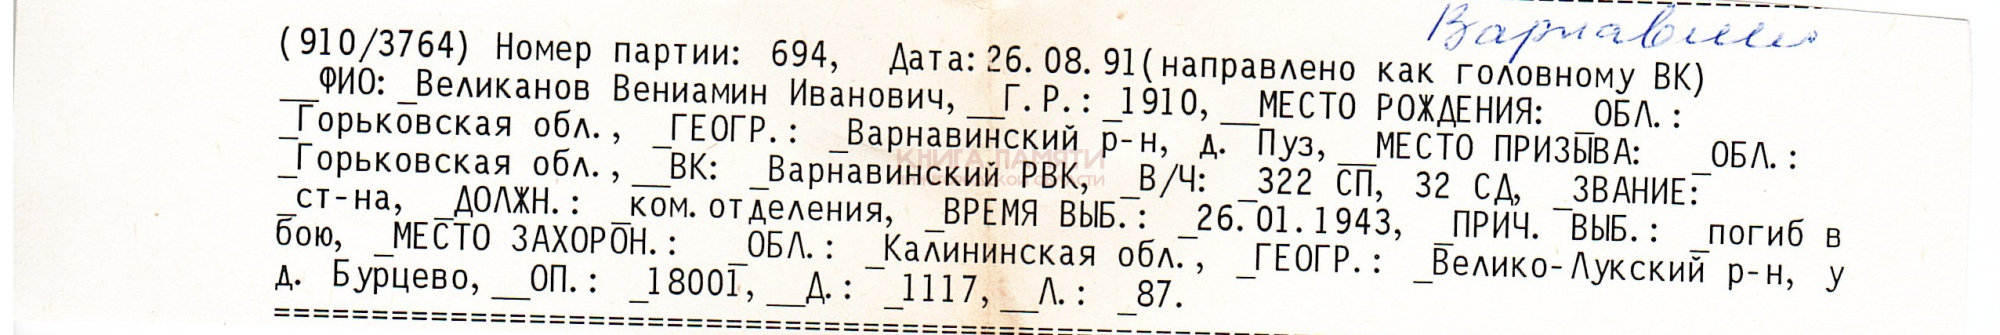 Варнавино
(910/3764) Номер партии: 694, Дата:26.08.91(направлено как головному ВК)
__ФИО:_Великанов Вениамин Иванович,__Г.Р.:_1910,__МЕСТО РОЖДЕНИЯ:_ОБЛ.:
_Горьковская обл.,_ГЕОГР.:_Варнавинский р-н, д. Пуз,__МЕСТО ПРИЗЫВА:_ОБЛ.:
_Горьковская обл.,__ВК:_Варнавинский РВК,_В/Ч:_322 СП, 32 СД,_ЗВАНИЕ:
_ст-на,_ДОЛЖН.:_ком.отделения,_ВРЕМЯ ВЫБ.:_26.01.1943,_ПРИЧ. ВЫБ.:_погиб в
бою,_МЕСТО ЗАХОРОН.:_ОБЛ.:_Калининская обл.,_ГЕОГР.:_Велико-Лукский р-н, у
д. Бурцево,__ОП.:_18001,__Д.:_1117,__Л.:_87.
КНИГА ПАМЯТИ